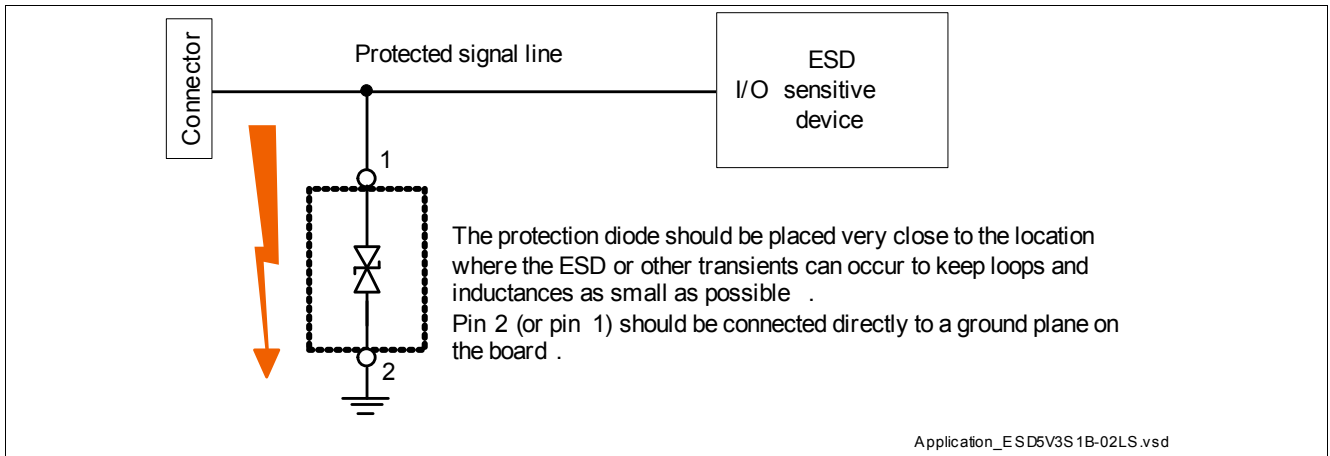 Connector
Protected signal line
ESD
I/O sensitive
device
1
The protection diode should be placed very close to the location
where the ESD or other transients can occur to keep loops and
inductances as small as possible .
Pin 2 (or pin 1) should be connected directly to a ground plane on
the board .
2
Application_ESD5V3S1B-02LS.vsd